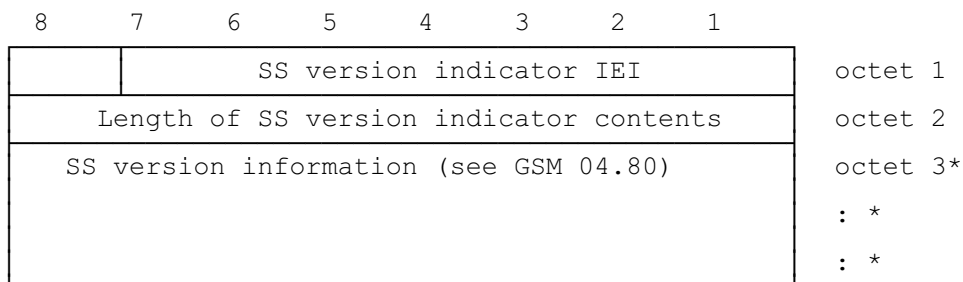 8 7 6 5 4 3 2 1
SS version indicator IEI octet 1
Length of SS version indicator contents octet 2
SS version information (see GSM 04.80) octet 3*
: *
: *